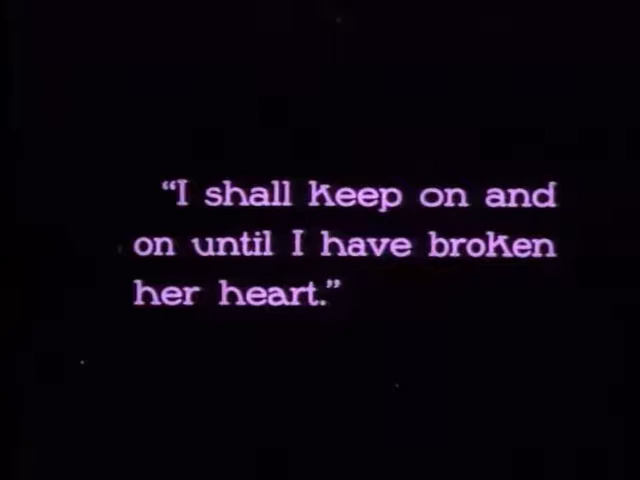 “I shall keep on and
on until I have broken
her heart.”